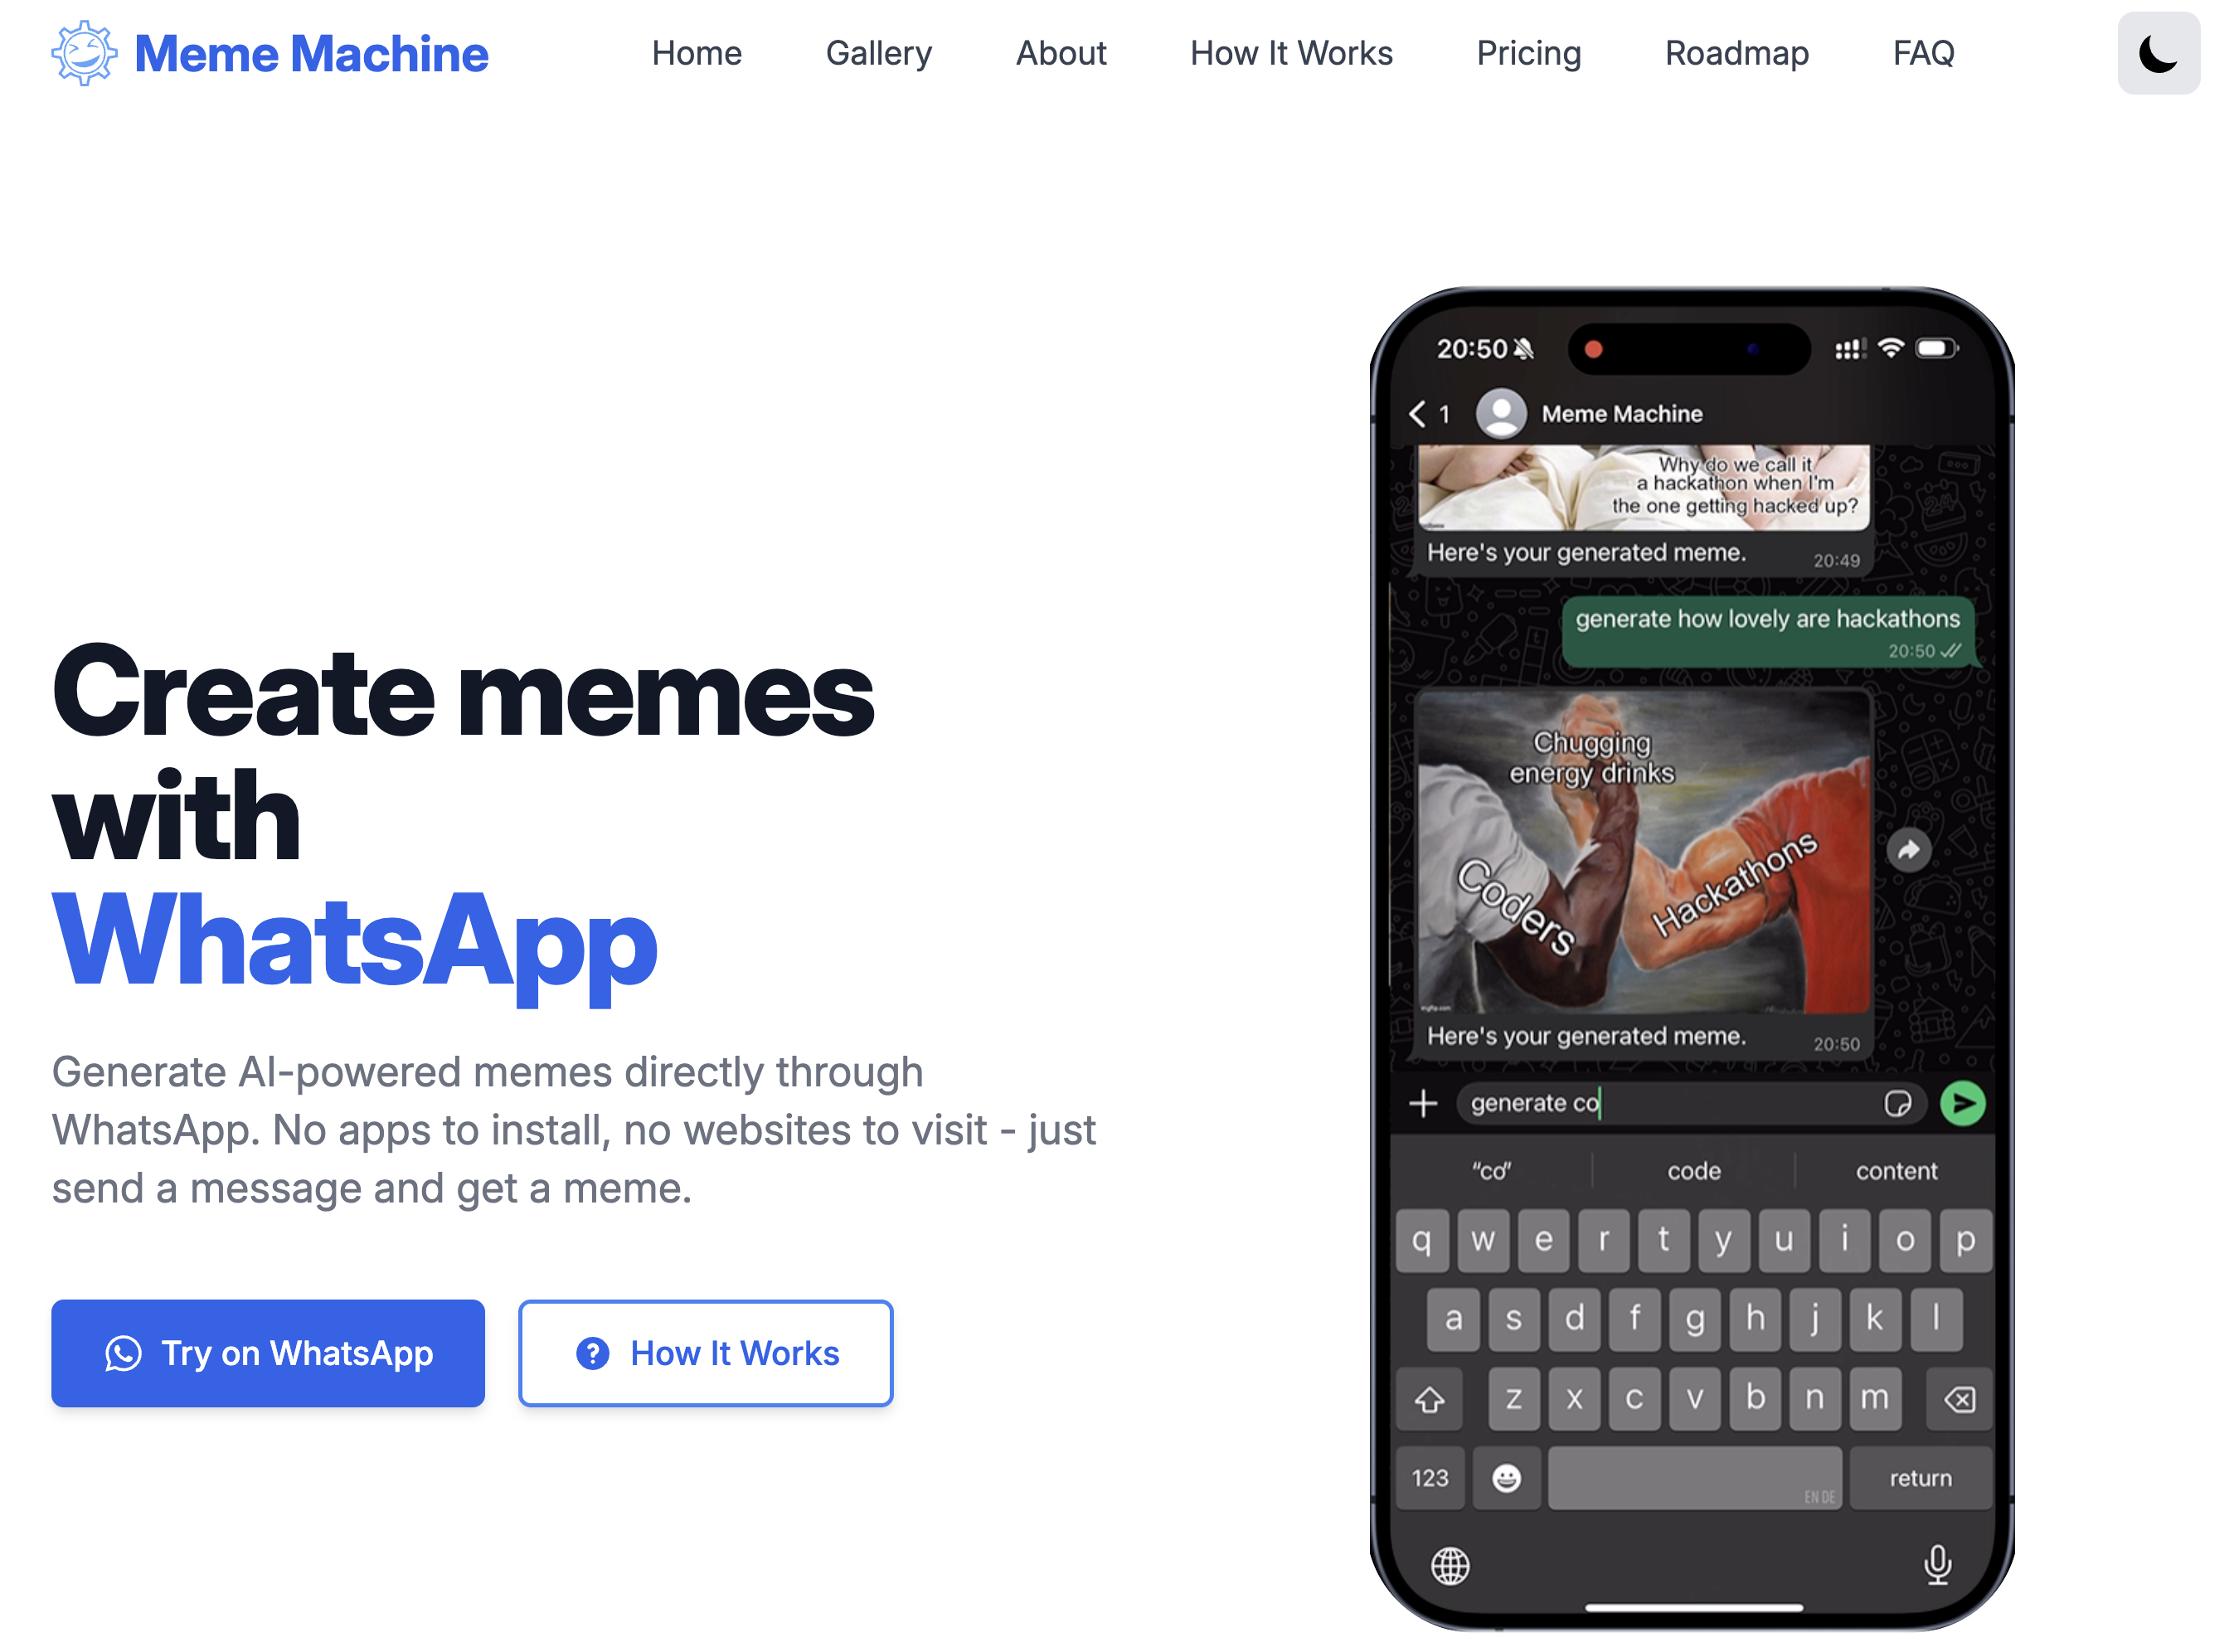 Meme Machine
Home
Gallery
About
How It Works
Pricing
Roadmap
FAQ
Create memes
with
WhatsApp
Generate AI-powered memes directly through
WhatsApp. No apps to install, no websites to visit - just
send a message and get a meme.
Try on WhatsApp
? How It Works
20:50
1 Meme Machine
Why do we call it
a hackathon when I'm
the one getting hacked up?
Here's your generated meme.
20:49
generate how lovely are hackathons
20:50
Chugging
energy drinks
Coders
Hackathons
imgflip.com
Here's your generated meme.
20:50
generate co
“co” code content
q w e r t y u i o p
a s d f g h j k l
z x c v b n m
123
EN DE
return